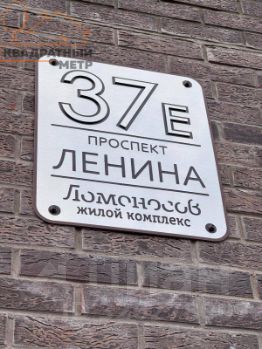 КВАДРАТНЫЙ
МЕТР
37Е
ПРОСПЕКТ
ЛЕНИНА
Ломоносов
ЖИЛОЙ КОМПЛЕКС